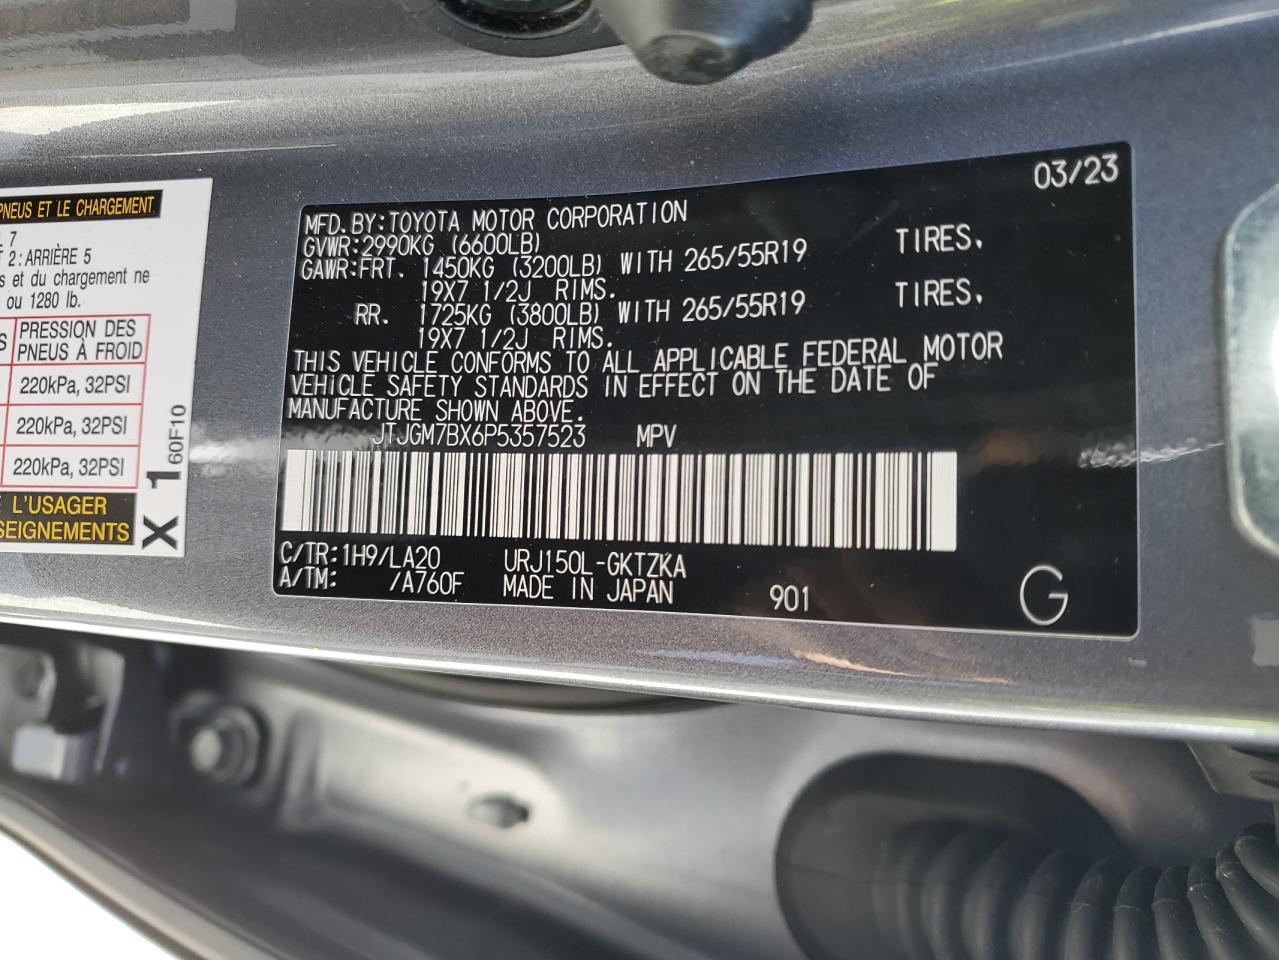 PNEUS ET LE CHARGEMENT
7
2: ARRIÈRE 5
s et du chargement ne
ou 1280 lb.
PRESSION DES
PNEUS À FROID
220kPa, 32PSI
220kPa, 32PSI
220kPa, 32PSI
L'USAGER
SEIGNEMENTS
X 1 60F10
03/23
MFD.BY:TOYOTA MOTOR CORPORATION
GVWR:2990KG (6600LB)
GAWR:FRT. 1450KG (3200LB) WITH 265/55R19 TIRES,
19X7 1/2J RIMS.
RR. 1725KG (3800LB) WITH 265/55R19 TIRES,
19X7 1/2J RIMS.
THIS VEHICLE CONFORMS TO ALL APPLICABLE FEDERAL MOTOR
VEHICLE SAFETY STANDARDS IN EFFECT ON THE DATE OF
MANUFACTURE SHOWN ABOVE.
JTJGM7BX6P5357523 MPV
C/TR:1H9/LA20 URJ150L-GKTZKA
A/TM: /A760F MADE IN JAPAN 901 G